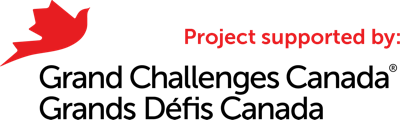 Project supported by:
Grand Challenges Canada®
Grands Défis Canada